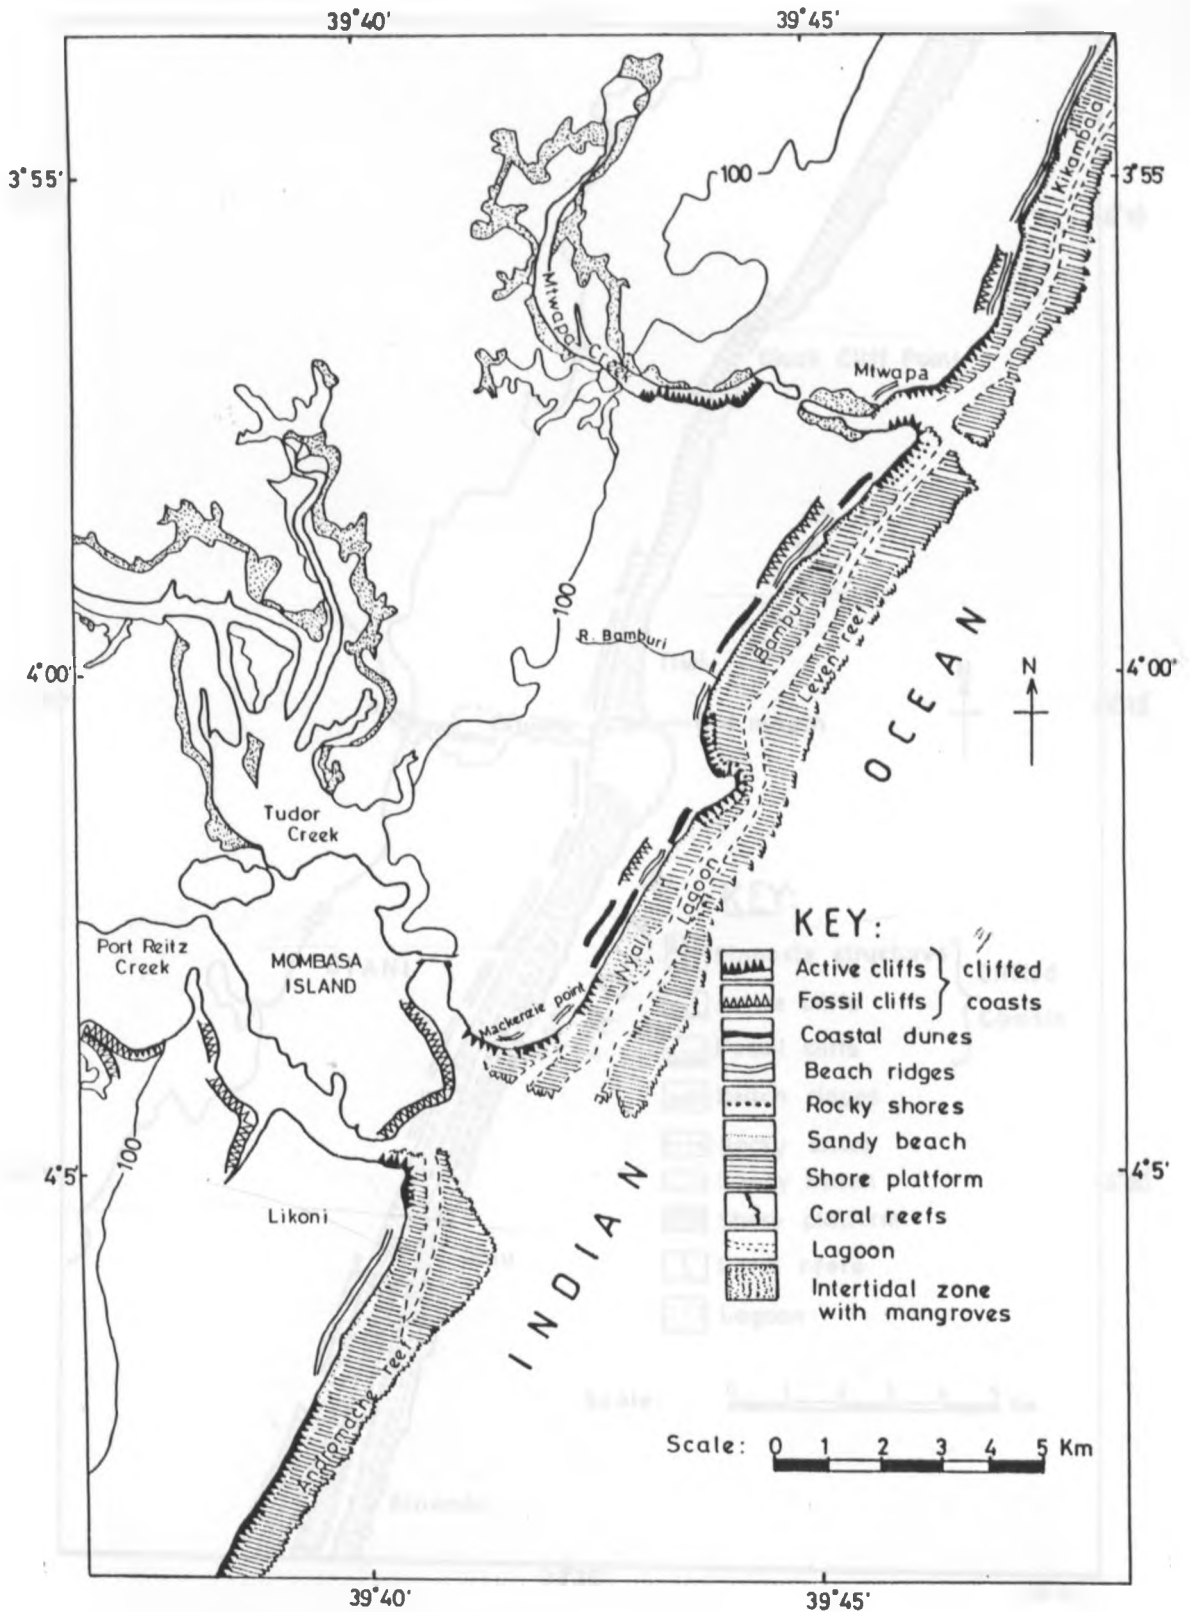 39°40'
39°45'
3°55'
3°55'
Kikambala
100
Mtwapa Creek
Mtwapa
100
R. Bamburi
Bamburi
Leven reef
4°00'
4°00'
N
OCEAN
Tudor
Creek
Nyali Lagoon
Port Reitz
Creek
MOMBASA
ISLAND
Mackenzie point
KEY:
Active cliffs } cliffed
Fossil cliffs } coasts
Coastal dunes
Beach ridges
Rocky shores
Sandy beach
Shore platform
Coral reefs
Lagoon
Intertidal zone
with mangroves
100
4°5'
4°5'
Likoni
INDIAN
Andromache reef
Scale: 0 1 2 3 4 5 Km
39°40'
39°45'